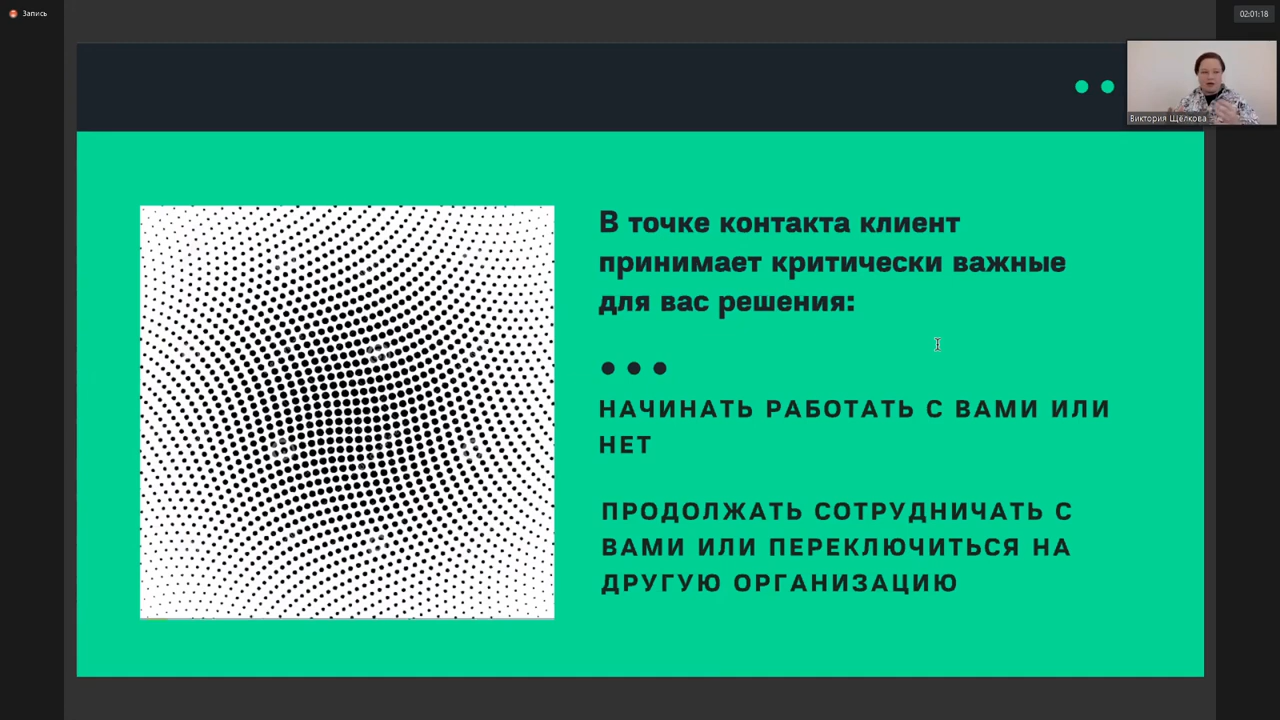 Запись
02:01:18
Виктория Щёлкова
В точке контакта клиент
принимает критически важные
для вас решения:
НАЧИНАТЬ РАБОТАТЬ С ВАМИ ИЛИ
НЕТ
ПРОДОЛЖАТЬ СОТРУДНИЧАТЬ С
ВАМИ ИЛИ ПЕРЕКЛЮЧИТЬСЯ НА
ДРУГУЮ ОРГАНИЗАЦИЮ